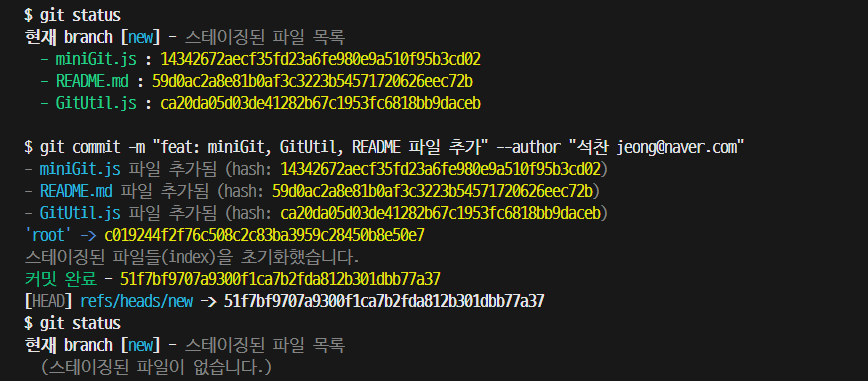 $ git status
현재 branch [new] - 스테이징된 파일 목록
- miniGit.js : 14342672aecf35fd23a6fe980e9a510f95b3cd02
- README.md : 59d0ac2a8e81b0af3c3223b54571720626eec72b
- GitUtil.js : ca20da05d03de41282b67c1953fc6818bb9daceb
$ git commit -m "feat: miniGit, GitUtil, README 파일 추가" --author "석찬 jeong@naver.com"
- miniGit.js 파일 추가됨 (hash: 14342672aecf35fd23a6fe980e9a510f95b3cd02)
- README.md 파일 추가됨 (hash: 59d0ac2a8e81b0af3c3223b54571720626eec72b)
- GitUtil.js 파일 추가됨 (hash: ca20da05d03de41282b67c1953fc6818bb9daceb)
'root' -> c019244f2f76c508c2c83ba3959c28450b8e50e7
스테이징된 파일들(index)을 초기화했습니다.
커밋 완료 - 51f7bf9707a9300f1ca7b2fda812b301dbb77a37
[HEAD] refs/heads/new -> 51f7bf9707a9300f1ca7b2fda812b301dbb77a37
$ git status
현재 branch [new] - 스테이징된 파일 목록
(스테이징된 파일이 없습니다.)